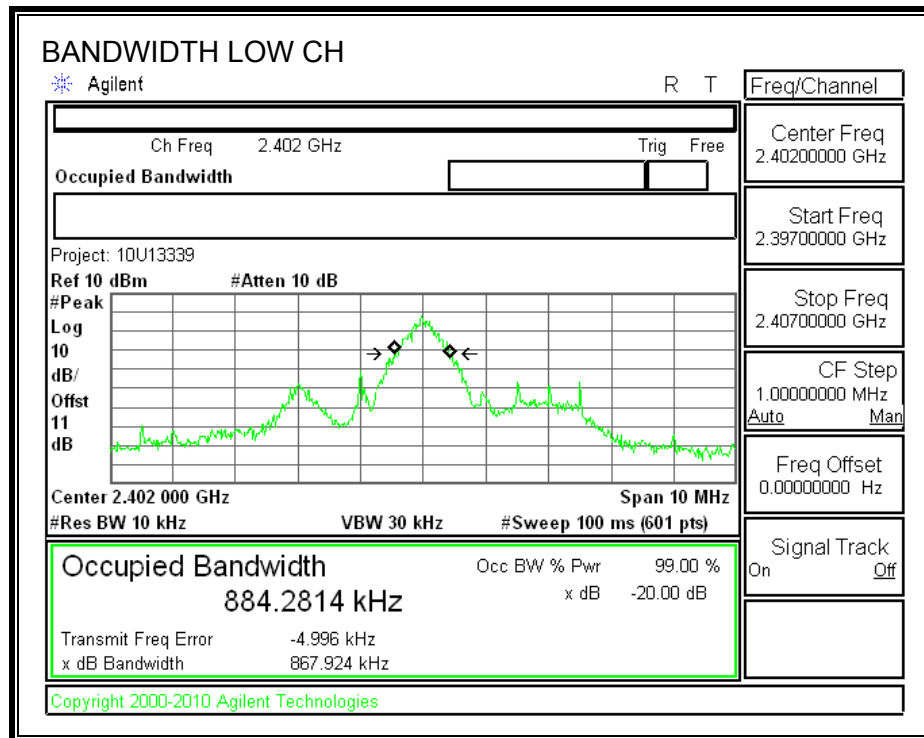 BANDWIDTH LOW CH
Agilent R T
Ch Freq 2.402 GHz Trig Free
Occupied Bandwidth
Project: 10U13339
Ref 10 dBm #Atten 10 dB
#Peak
Log
10
dB/
Offst
11
dB
Center 2.402 000 GHz Span 10 MHz
#Res BW 10 kHz VBW 30 kHz #Sweep 100 ms (601 pts)
Occupied Bandwidth
884.2814 kHz
Occ BW % Pwr 99.00 %
x dB -20.00 dB
Transmit Freq Error -4.996 kHz
x dB Bandwidth 867.924 kHz
Copyright 2000-2010 Agilent Technologies
Freq/Channel
Center Freq
2.40200000 GHz
Start Freq
2.39700000 GHz
Stop Freq
2.40700000 GHz
CF Step
1.00000000 MHz
Auto Man
Freq Offset
0.00000000 Hz
Signal Track
On Off